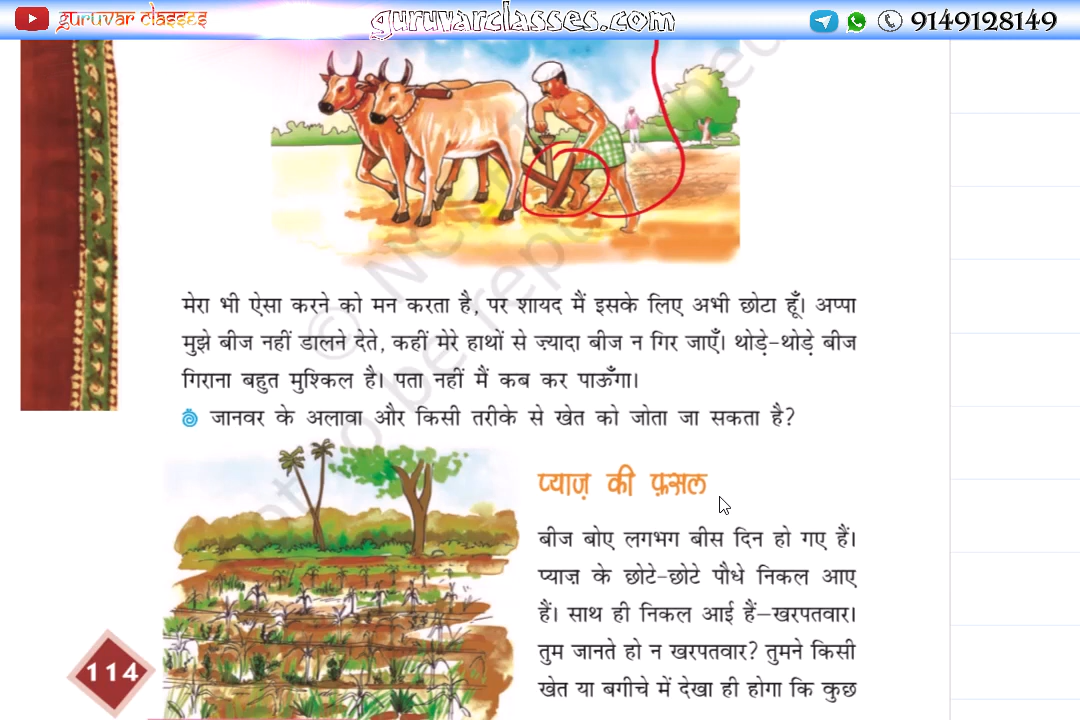 guruvar classes
guruvarclasses.com
9149128149
मेरा भी ऐसा करने को मन करता है, पर शायद मैं इसके लिए अभी छोटा हूँ। अप्पा
मुझे बीज नहीं डालने देते, कहीं मेरे हाथों से ज़्यादा बीज न गिर जाएँ। थोड़े-थोड़े बीज
गिराना बहुत मुश्किल है। पता नहीं मैं कब कर पाऊँगा।
जानवर के अलावा और किसी तरीके से खेत को जोता जा सकता है?
प्याज़ की फ़सल
बीज बोए लगभग बीस दिन हो गए हैं।
प्याज़ के छोटे-छोटे पौधे निकल आए
हैं। साथ ही निकल आई हैं–खरपतवार।
तुम जानते हो न खरपतवार? तुमने किसी
खेत या बगीचे में देखा ही होगा कि कुछ
114